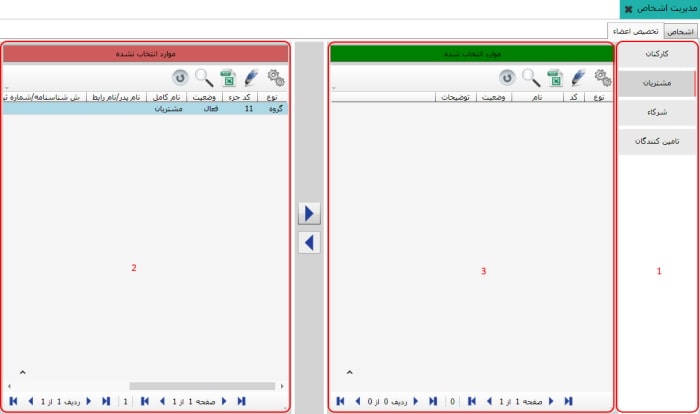 مدیریت اشخاص
اشخاص
تخصیص اعضاء
کارکنان
مشتریان
شرکاء
تامین کنندگان
1
موارد انتخاب شده
نوع کد نام وضعیت توضیحات
3
صفحه 1 از 1 0 ردیف 0 از 0
موارد انتخاب نشده
نوع کد جزء وضعیت نام کامل نام پدر/نام رابط ش شناسنامه/شماره
گروه 11 فعال مشتریان
2
صفحه 1 از 1 1 ردیف 1 از 1